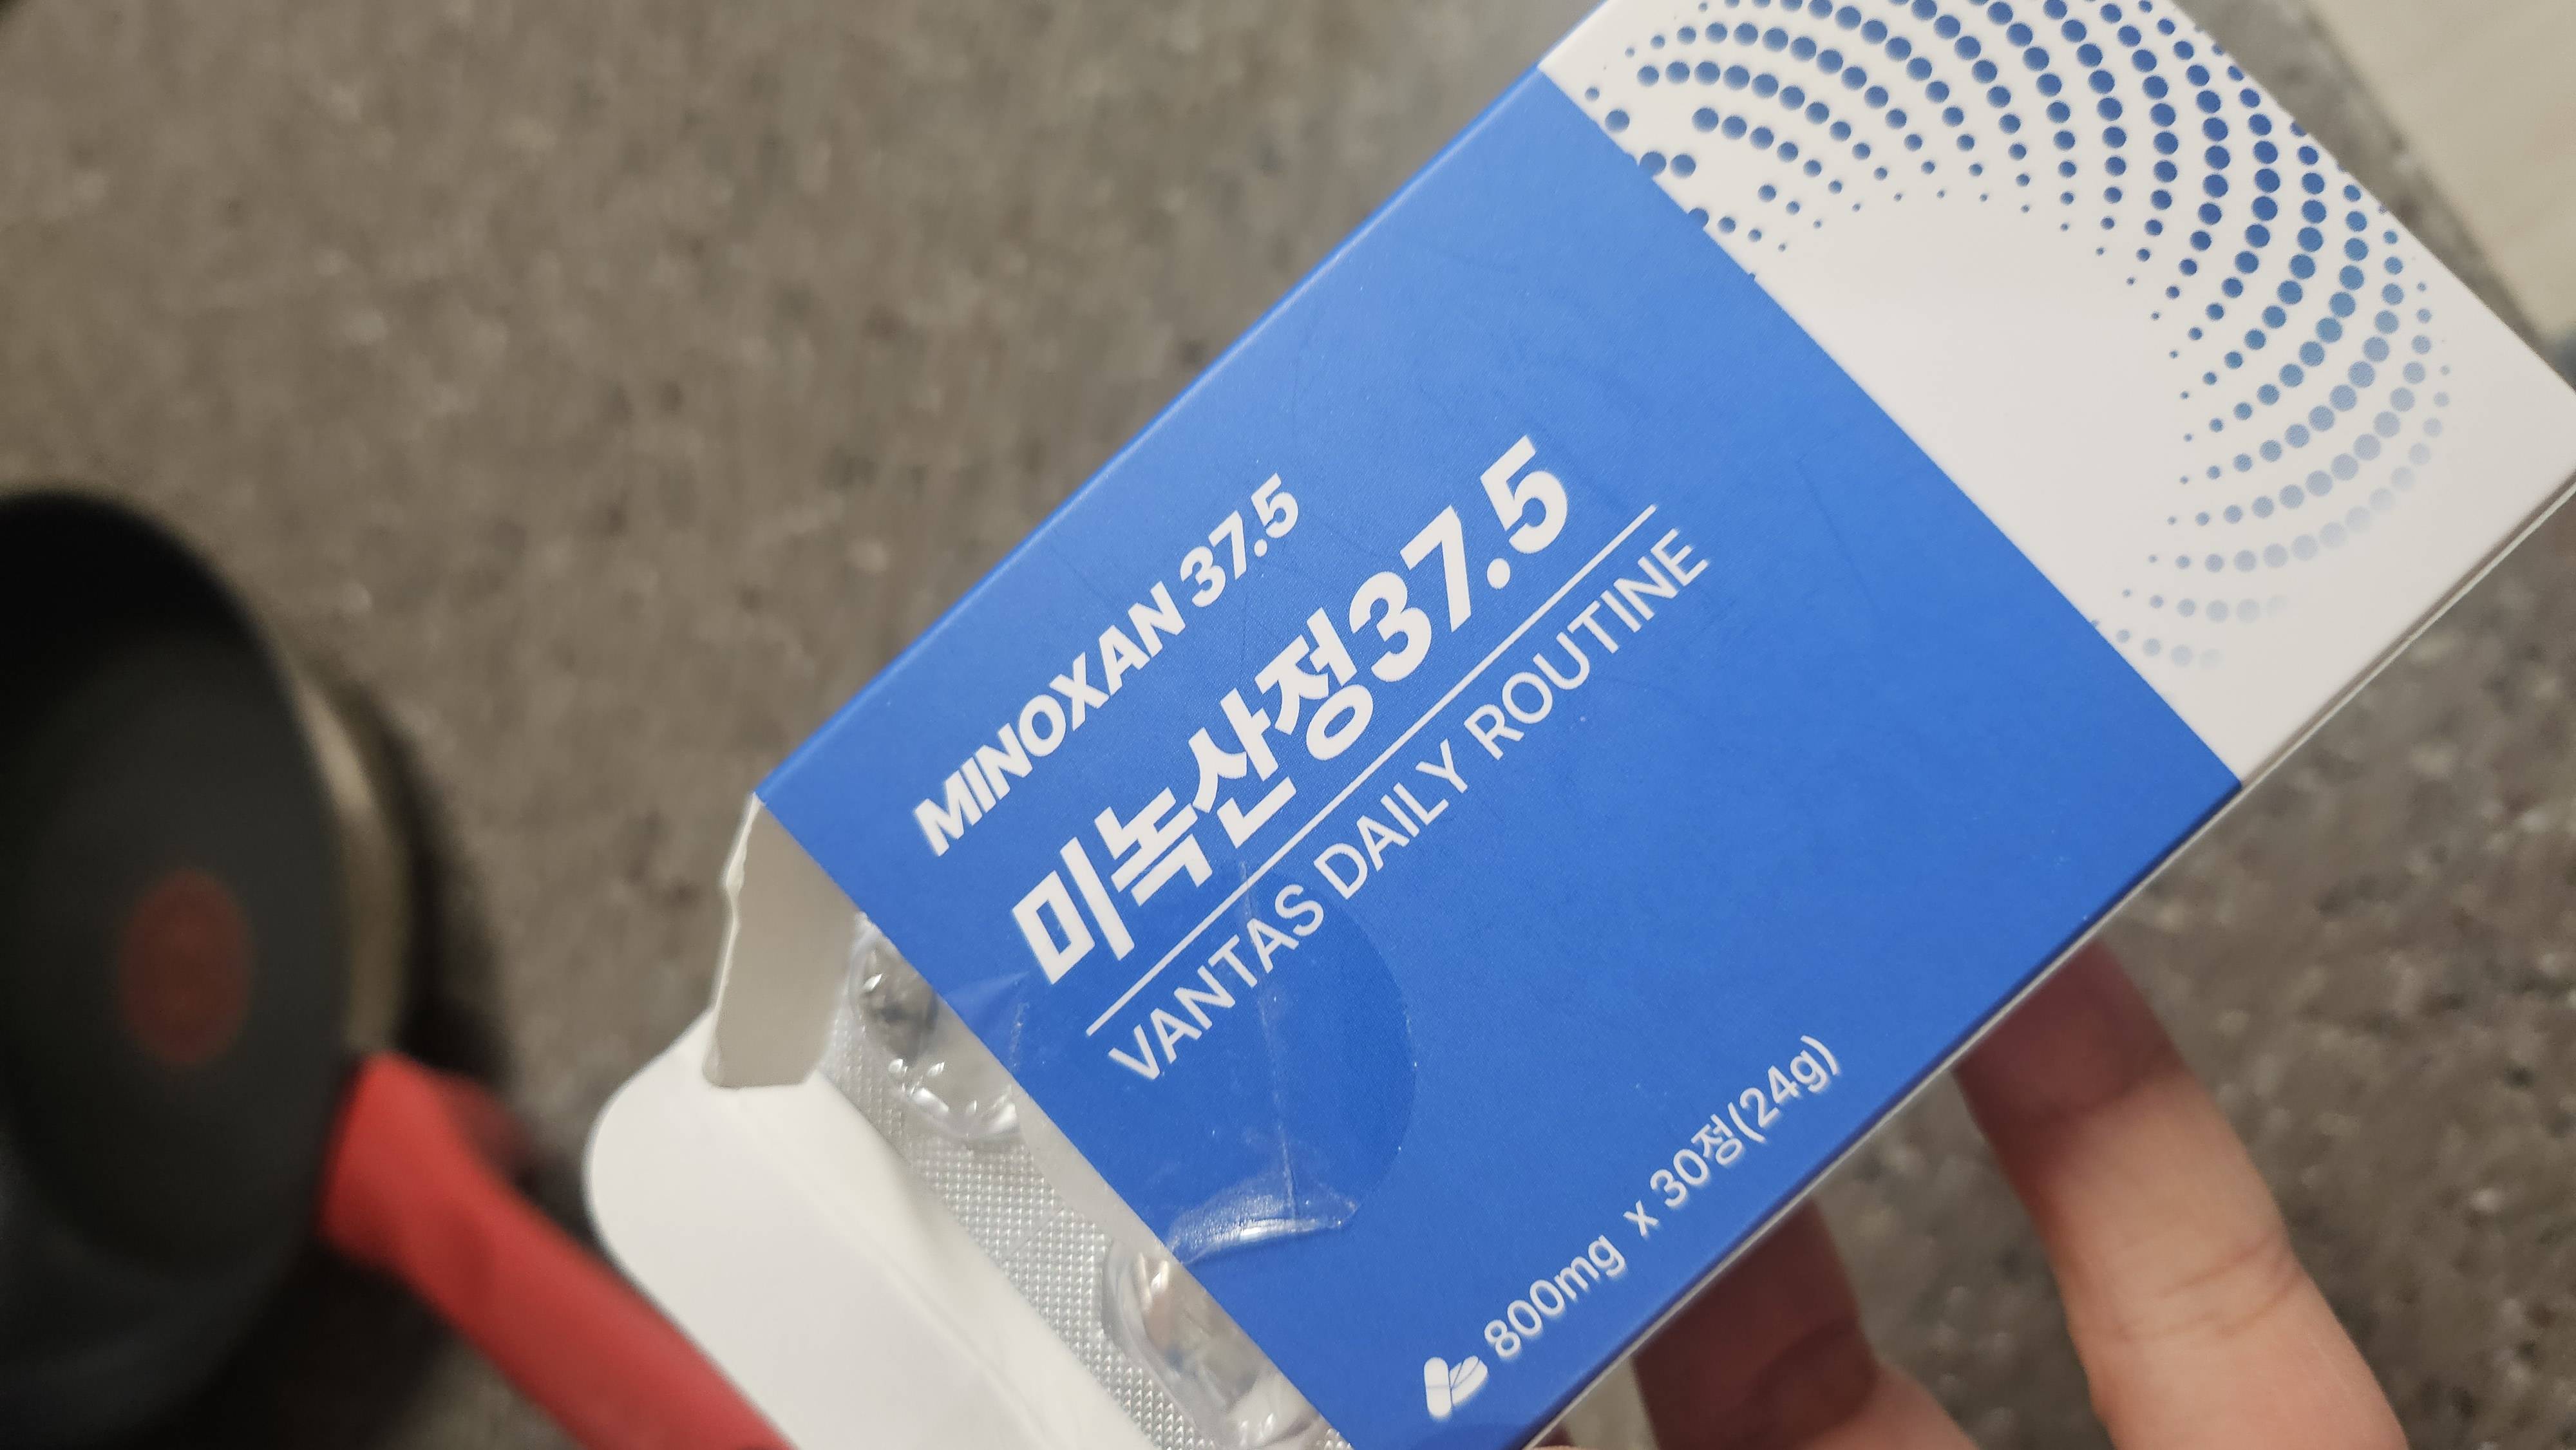 MINOXAN 37.5
미녹산정37.5
VANTAS DAILY ROUTINE
800mg x 30정(24g)